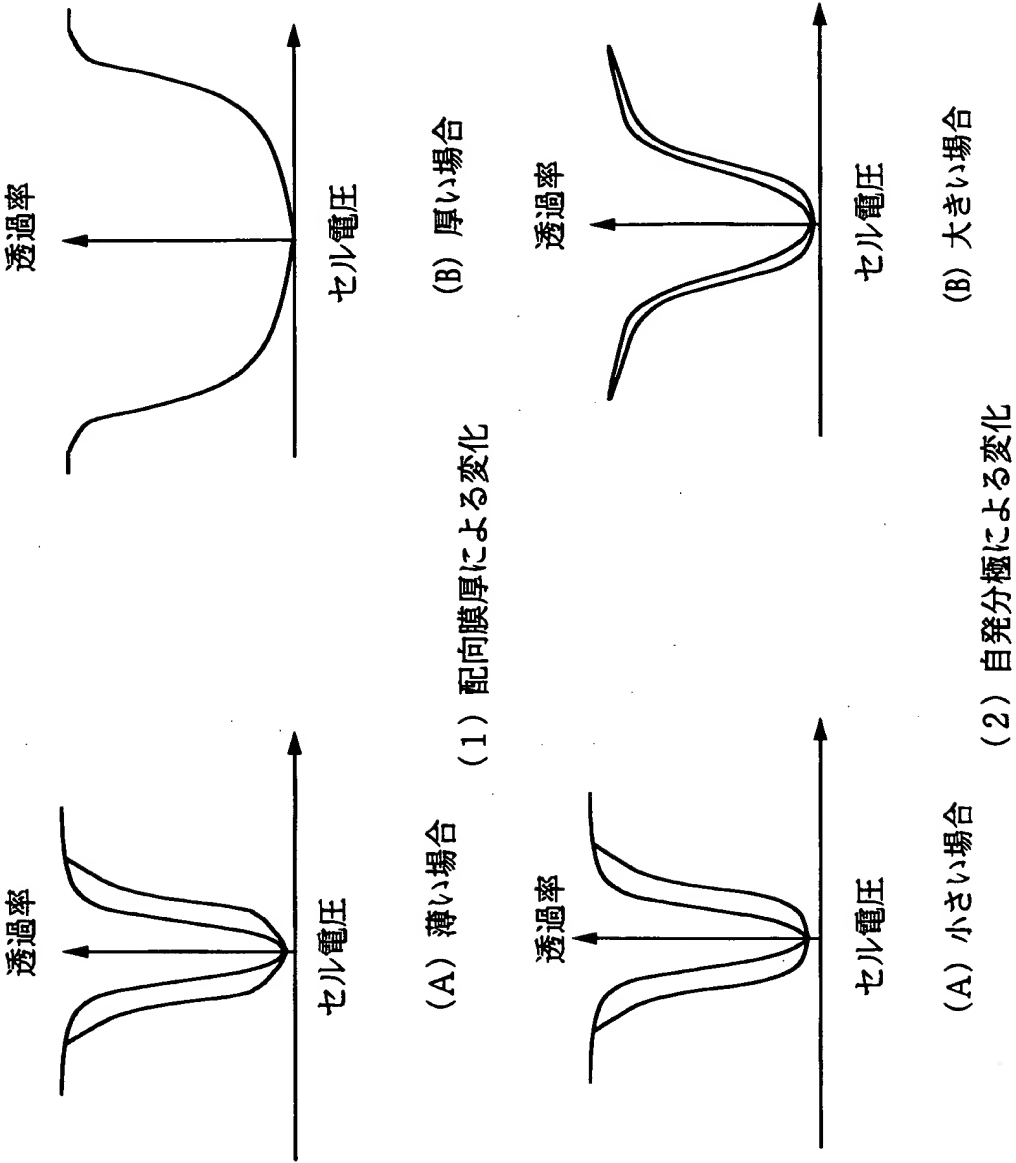 透過率
セル電圧
(A) 薄い場合
透過率
セル電圧
(B) 厚い場合
(1) 配向膜厚による変化
透過率
セル電圧
(A) 小さい場合
透過率
セル電圧
(B) 大きい場合
(2) 自発分極による変化